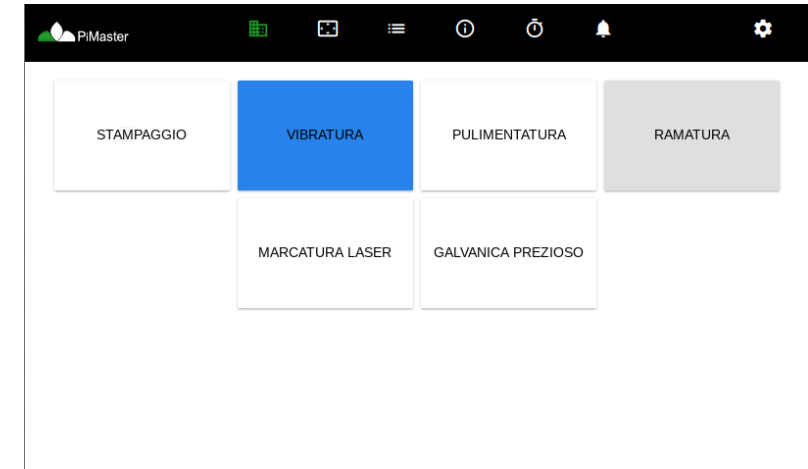 PiMaster
STAMPAGGIO
VIBRATURA
PULIMENTATURA
RAMATURA
MARCATURA LASER
GALVANICA PREZIOSO